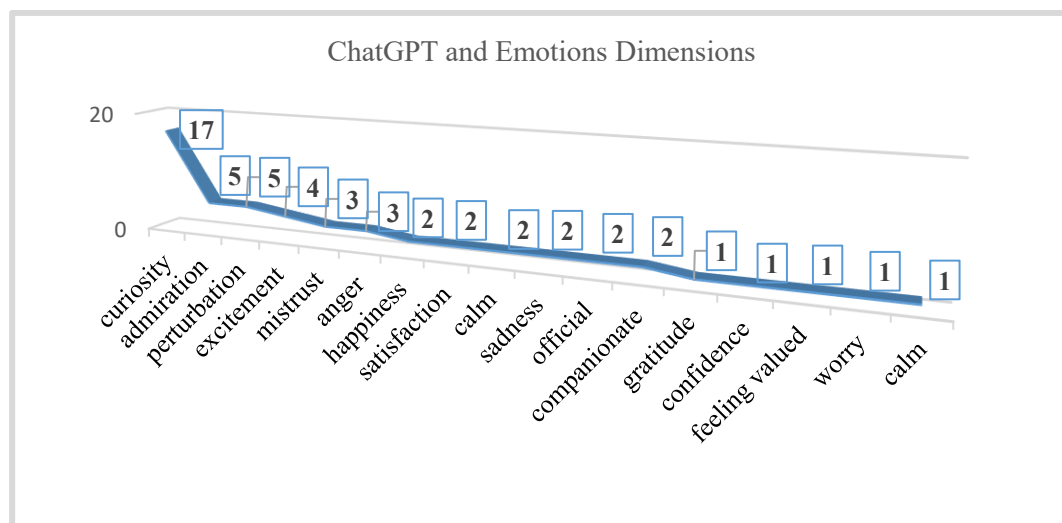 ChatGPT and Emotions Dimensions
20
0
17
5
5
4
3
3
2
2
2
2
2
2
1
1
1
1
1
curiosity
admiration
perturbation
excitement
mistrust
anger
happiness
satisfaction
calm
sadness
official
companionate
gratitude
confidence
feeling valued
worry
calm